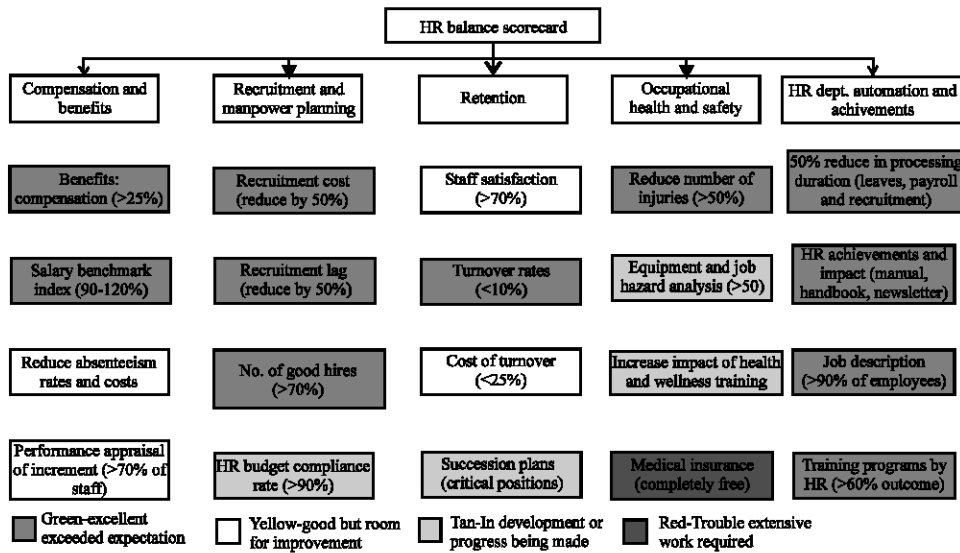 HR balance scorecard
Compensation and
benefits
Recruitment and
manpower planning
Retention
Occupational
health and safety
HR dept. automation and
achivements
Benefits:
compensation (>25%)
Recruitment cost
(reduce by 50%)
Staff satisfaction
(>70%)
Reduce number of
injuries (>50%)
50% reduce in processing
duration (leaves, payroll
and recruitment)
Salary benchmark
index (90-120%)
Recruitment lag
(reduce by 50%)
Turnover rates
(<10%)
Equipment and job
hazard analysis (>50)
HR achievements and
impact (manual,
handbook, newsletter)
Reduce absenteeism
rates and costs
No. of good hires
(>70%)
Cost of turnover
(<25%)
Increase impact of health
and wellness training
Job description
(>90% of employees)
Performance appraisal
of increment (>70% of
staff)
HR budget compliance
rate (>90%)
Succession plans
(critical positions)
Medical insurance
(completely free)
Training programs by
HR (>60% outcome)
Green-excellent
exceeded expectation
Yellow-good but room
for improvement
Tan-In development or
progress being made
Red-Trouble extensive
work required